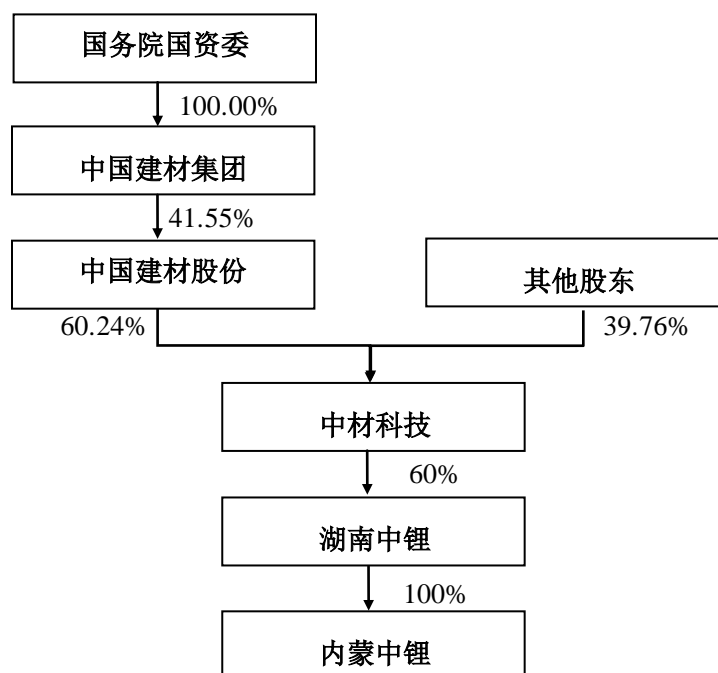 国务院国资委
100.00%
中国建材集团
41.55%
中国建材股份
其他股东
60.24%
39.76%
中材科技
60%
湖南中锂
100%
内蒙中锂